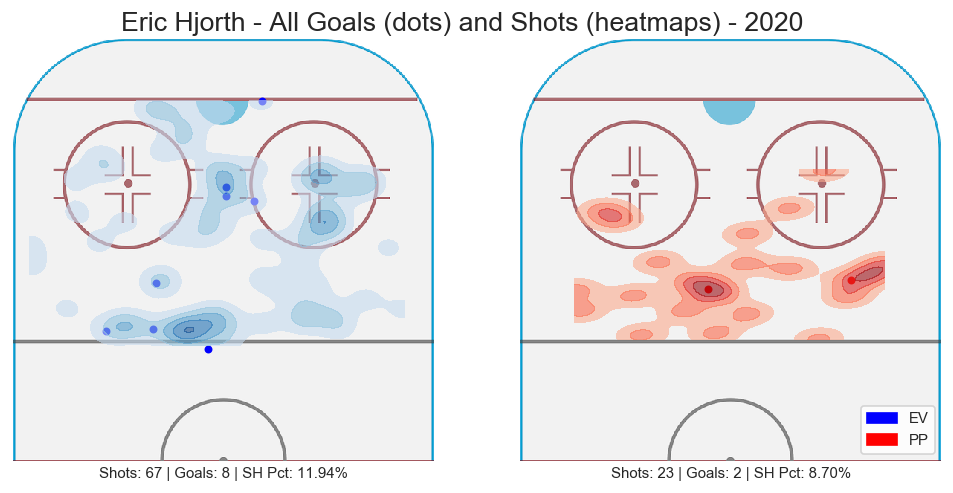 Eric Hjorth - All Goals (dots) and Shots (heatmaps) - 2020
EV
PP
Shots: 67 | Goals: 8 | SH Pct: 11.94%
Shots: 23 | Goals: 2 | SH Pct: 8.70%